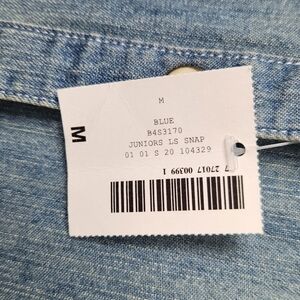 M
BLUE
B4S3170
JUNIORS LS SNAP
01 01 S 20 104329
M
7 27017 00399 1